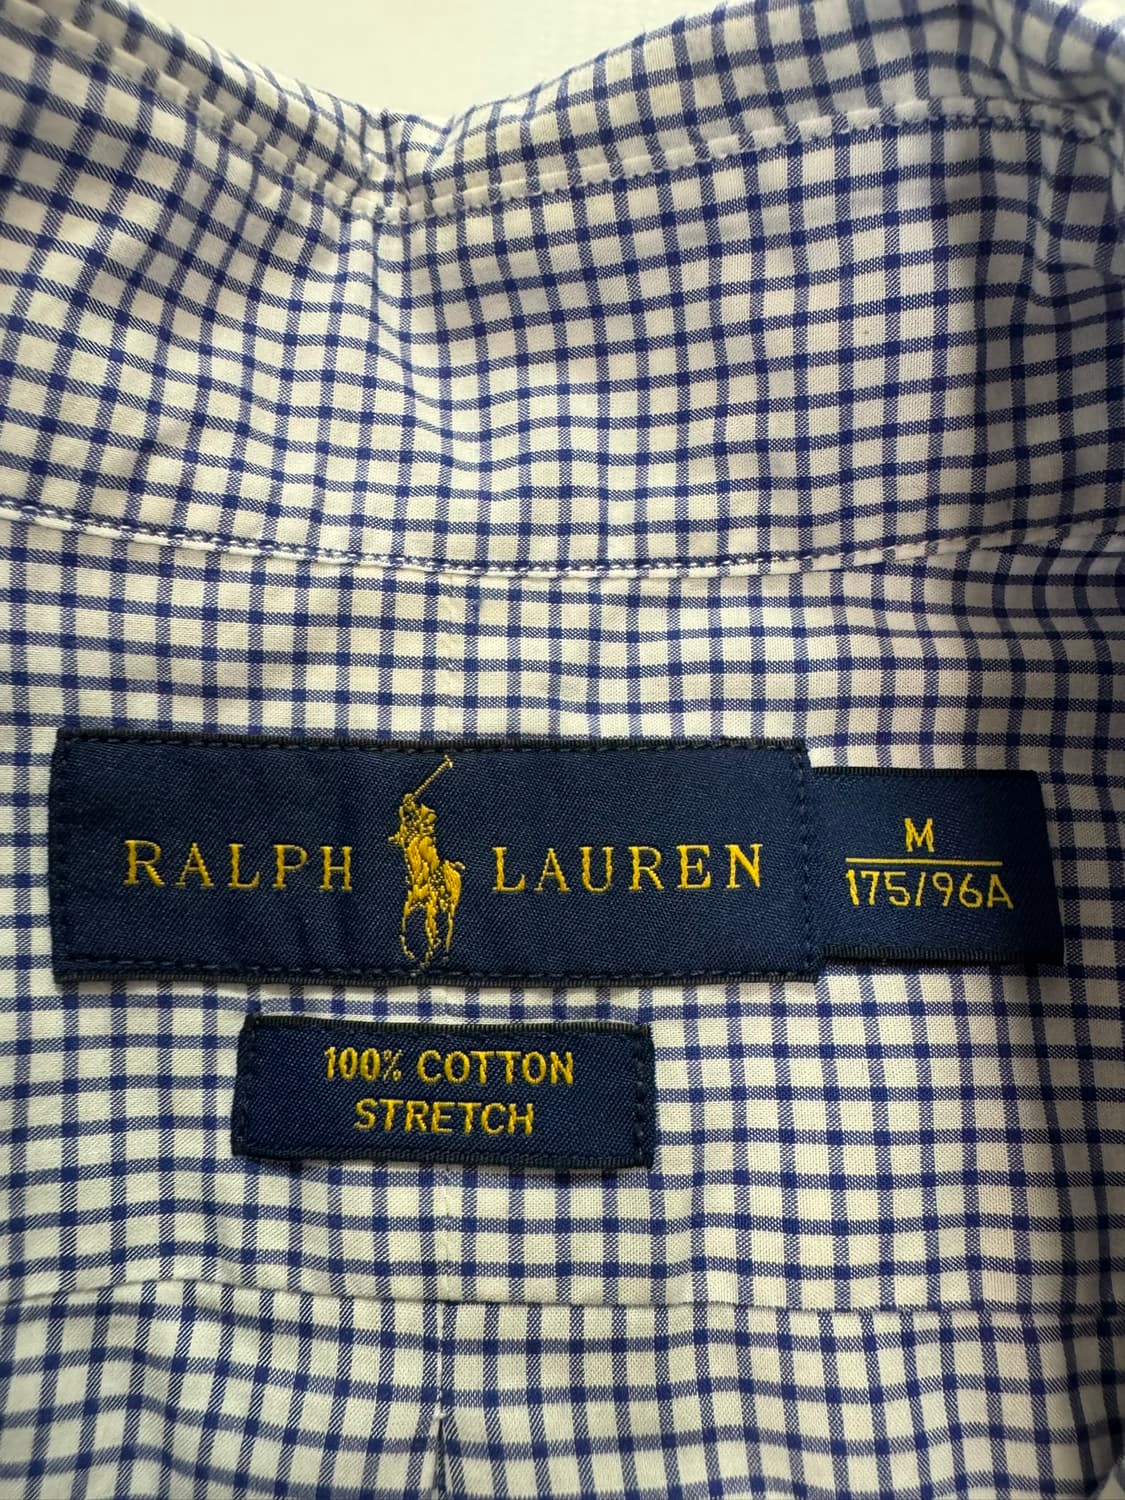 RALPH LAUREN
M
175/96A
100% COTTON
STRETCH